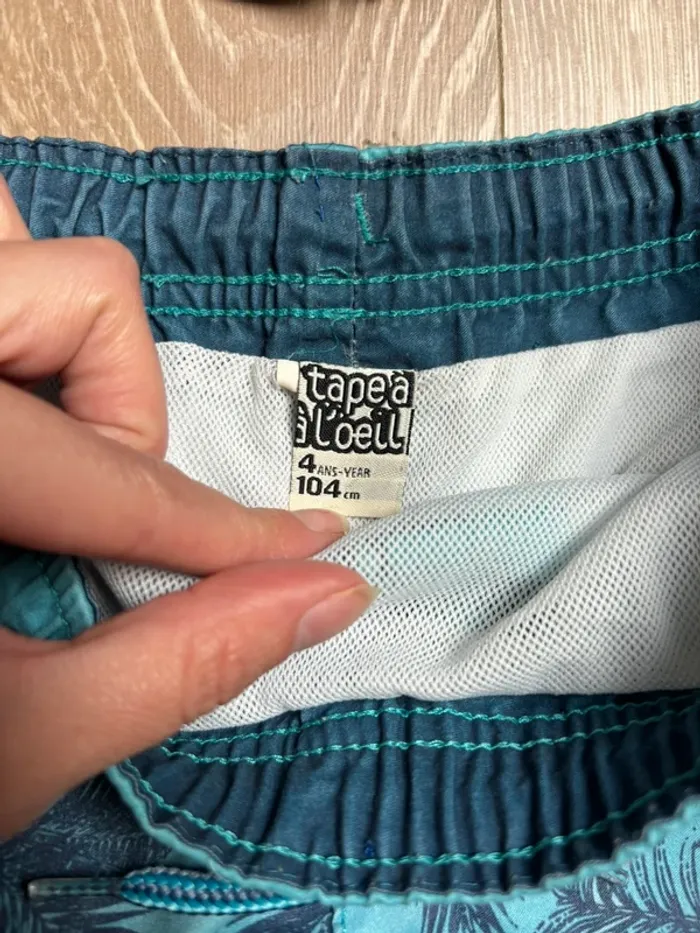 tape à
à l'oeil
4 ANS-YEAR
104 cm